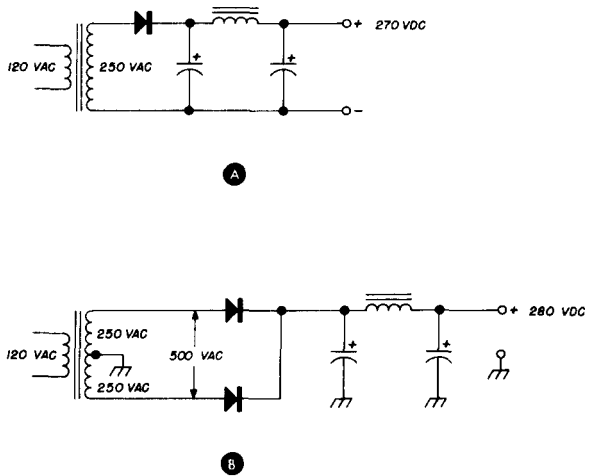 + 270 VDC
120 VAC
250 VAC
+
+
-
A
+ 280 VDC
250 VAC
120 VAC
500 VAC
250 VAC
+
+
B